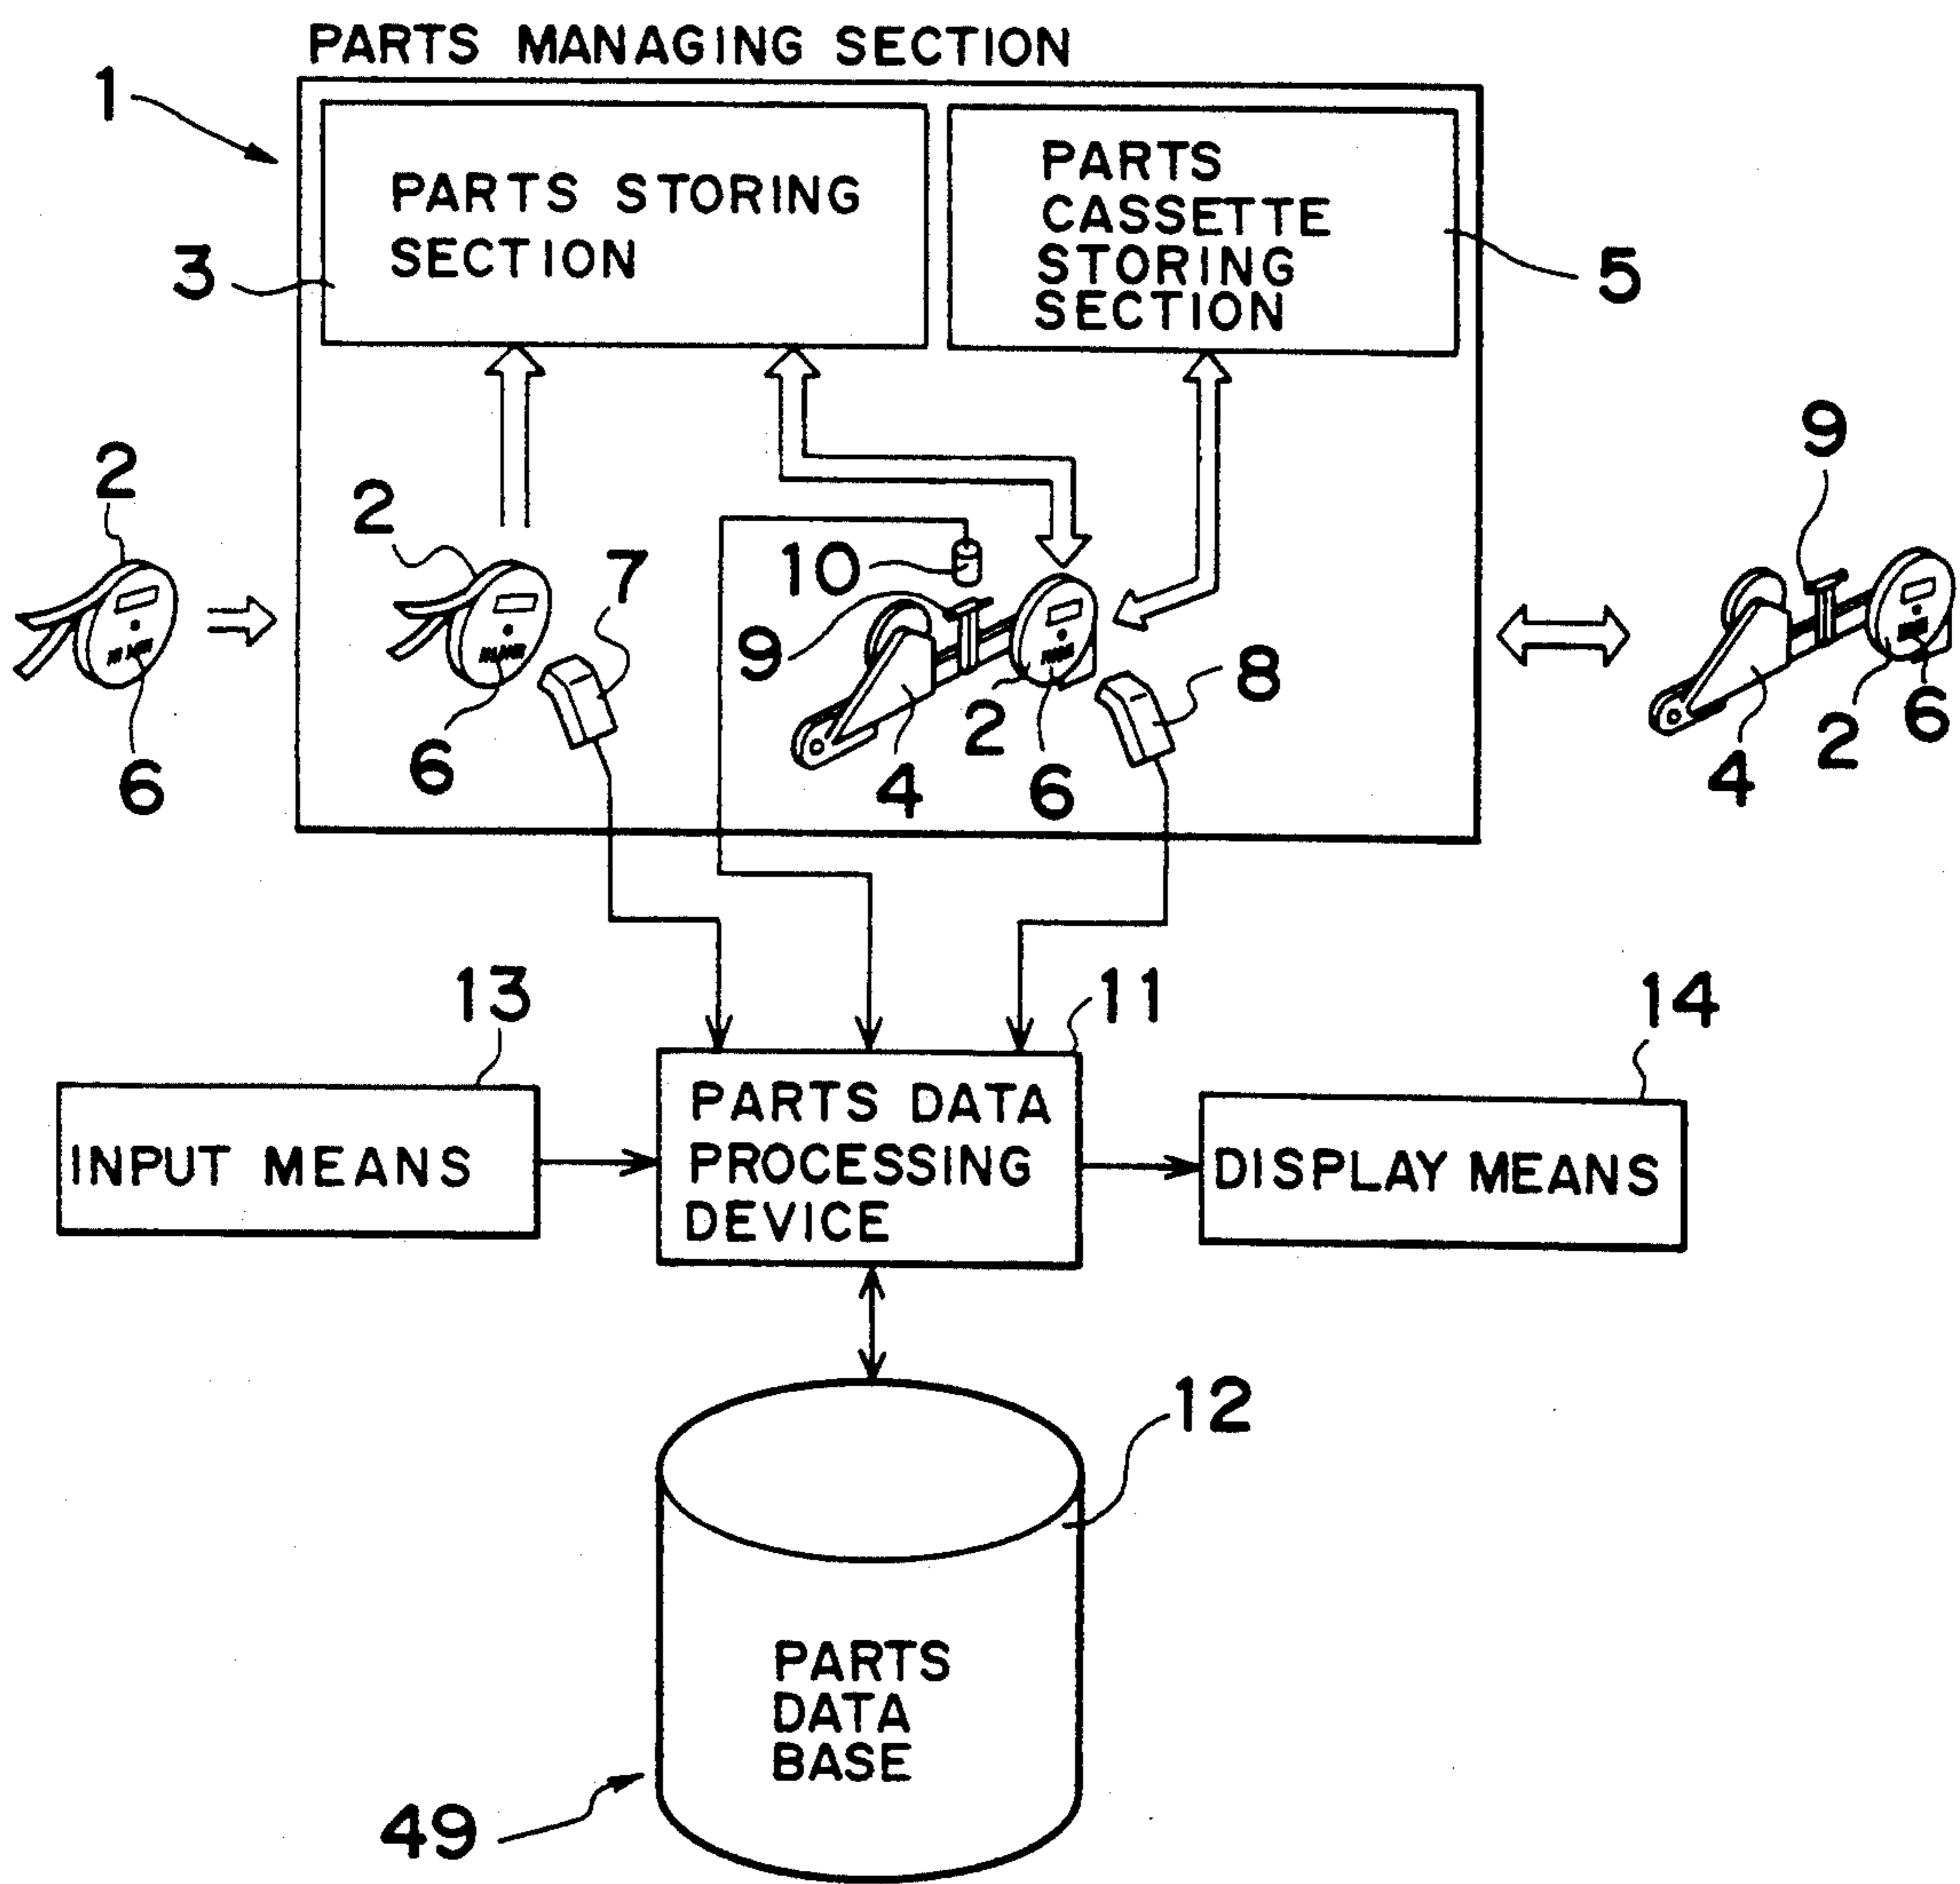 PARTS MANAGING SECTION
1
PARTS STORING
SECTION
PARTS
CASSETTE
STORING
SECTION
3
5
2
2
7
10
9
9
8
6
6
4
2
6
4
2
6
13
11
14
INPUT MEANS
PARTS DATA
PROCESSING
DEVICE
DISPLAY MEANS
12
PARTS
DATA
BASE
49